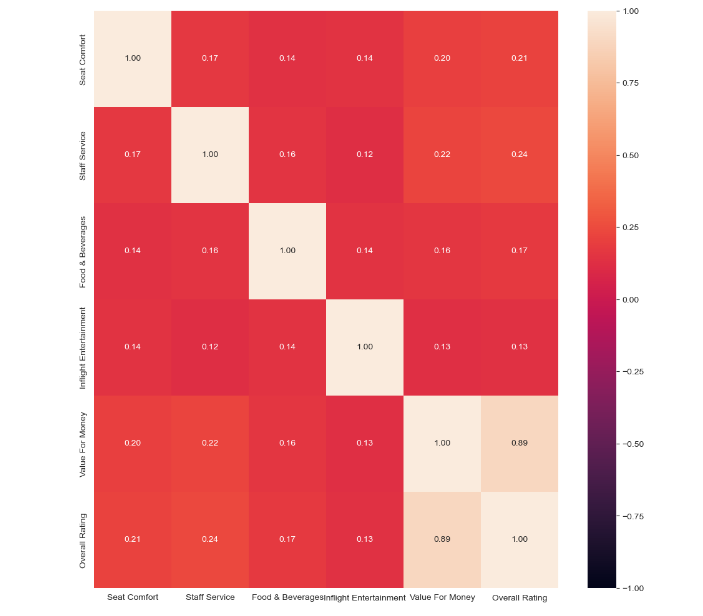 Seat Comfort 1.00 0.17 0.14 0.14 0.20 0.21
Staff Service 0.17 1.00 0.16 0.12 0.22 0.24
Food & Beverages 0.14 0.16 1.00 0.14 0.16 0.17
Inflight Entertainment 0.14 0.12 0.14 1.00 0.13 0.13
Value For Money 0.20 0.22 0.16 0.13 1.00 0.89
Overall Rating 0.21 0.24 0.17 0.13 0.89 1.00
Seat Comfort Staff Service Food & Beverages Inflight Entertainment Value For Money Overall Rating
1.00
0.75
0.50
0.25
0.00
−0.25
−0.50
−0.75
−1.00